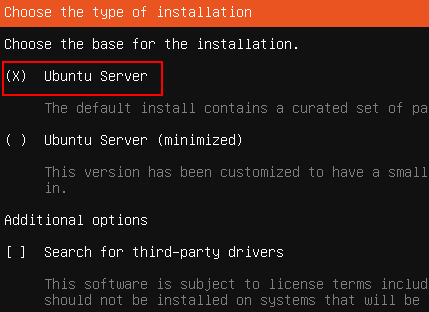 Choose the type of installation
Choose the base for the installation.
(X) Ubuntu Server
The default install contains a curated set of pa
( ) Ubuntu Server (minimized)
This version has been customized to have a small
in.
Additional options
[ ] Search for third-party drivers
This software is subject to license terms includ
should not be installed on systems that will be